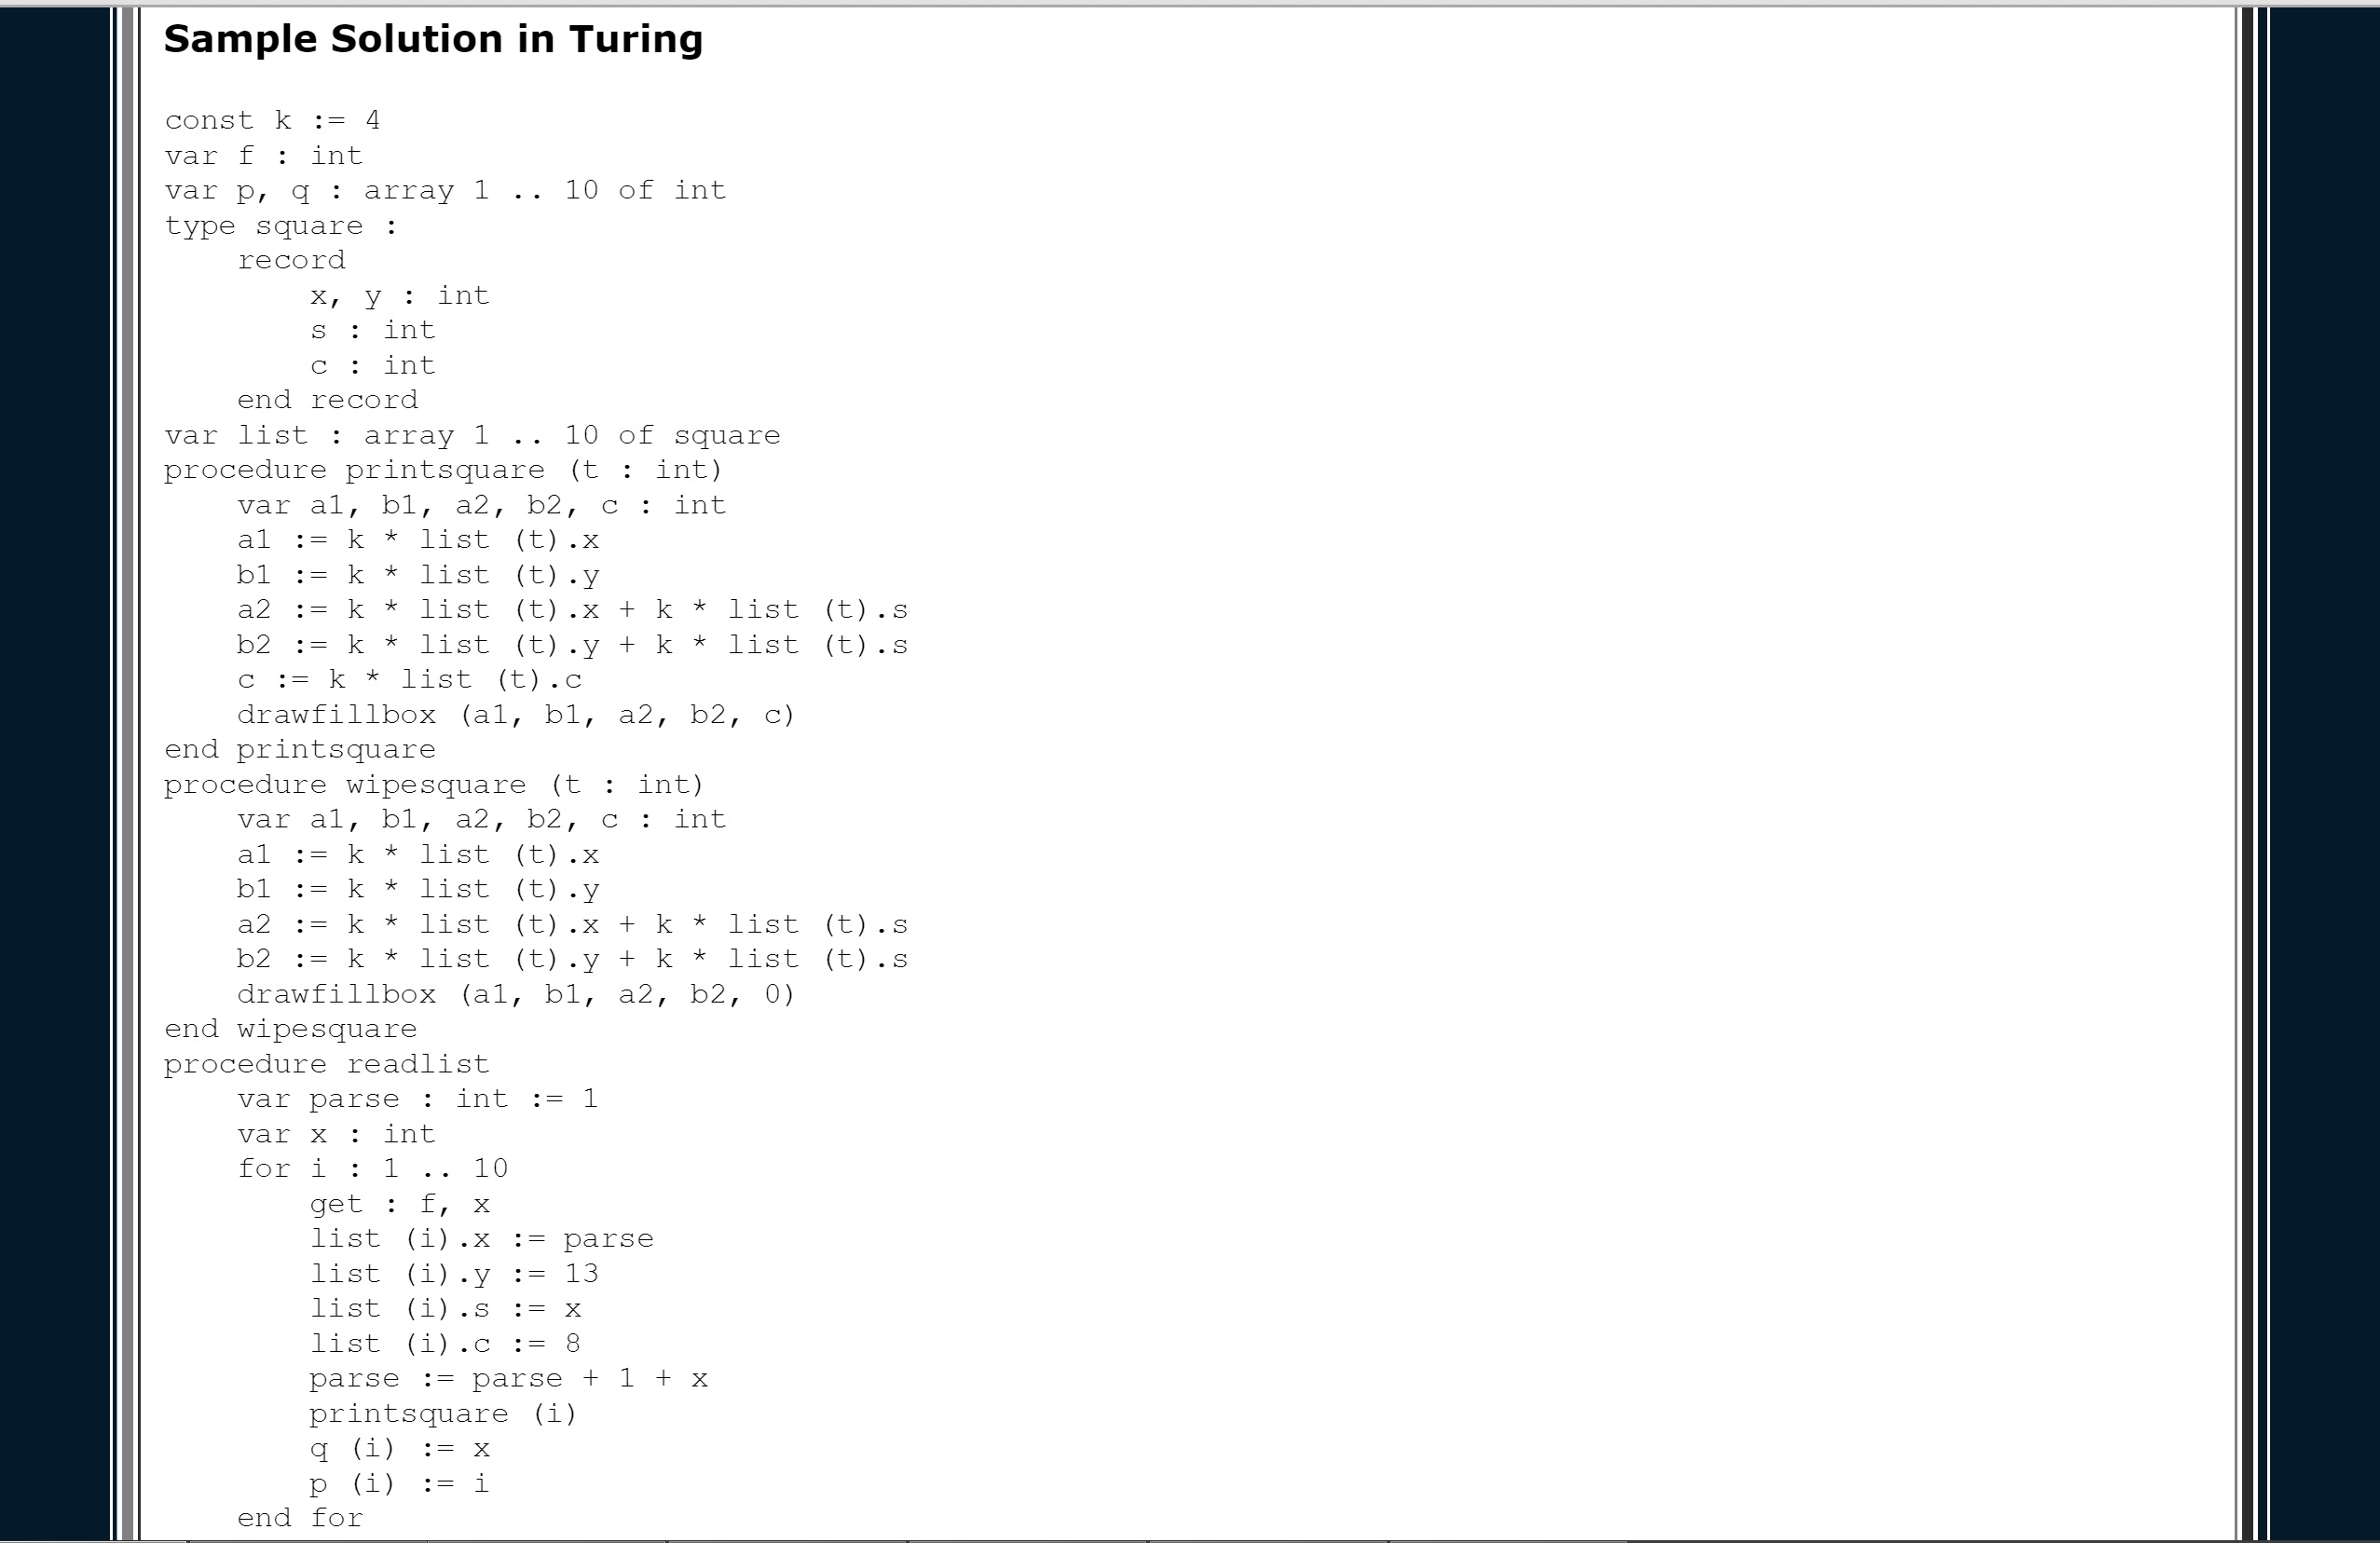 Sample Solution in Turing
const k := 4
var f : int
var p, q : array 1 .. 10 of int
type square :
    record
        x, y : int
        s : int
        c : int
    end record
var list : array 1 .. 10 of square
procedure printsquare (t : int)
    var a1, b1, a2, b2, c : int
    a1 := k * list (t).x
    b1 := k * list (t).y
    a2 := k * list (t).x + k * list (t).s
    b2 := k * list (t).y + k * list (t).s
    c := k * list (t).c
    drawfillbox (a1, b1, a2, b2, c)
end printsquare
procedure wipesquare (t : int)
    var a1, b1, a2, b2, c : int
    a1 := k * list (t).x
    b1 := k * list (t).y
    a2 := k * list (t).x + k * list (t).s
    b2 := k * list (t).y + k * list (t).s
    drawfillbox (a1, b1, a2, b2, 0)
end wipesquare
procedure readlist
    var parse : int := 1
    var x : int
    for i : 1 .. 10
        get : f, x
        list (i).x := parse
        list (i).y := 13
        list (i).s := x
        list (i).c := 8
        parse := parse + 1 + x
        printsquare (i)
        q (i) := x
        p (i) := i
    end for